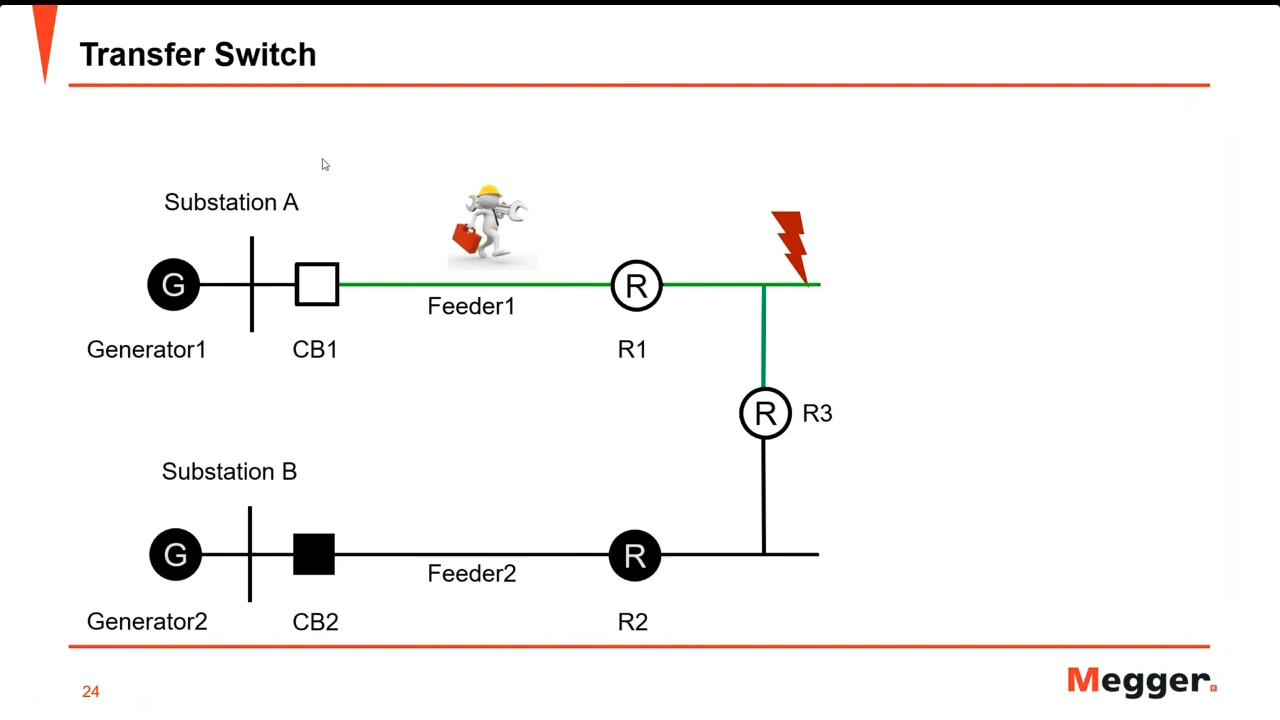 Transfer Switch
Substation A
G
R
Feeder1
Generator1
CB1
R1
R
R3
Substation B
G
R
Feeder2
Generator2
CB2
R2
24
Megger